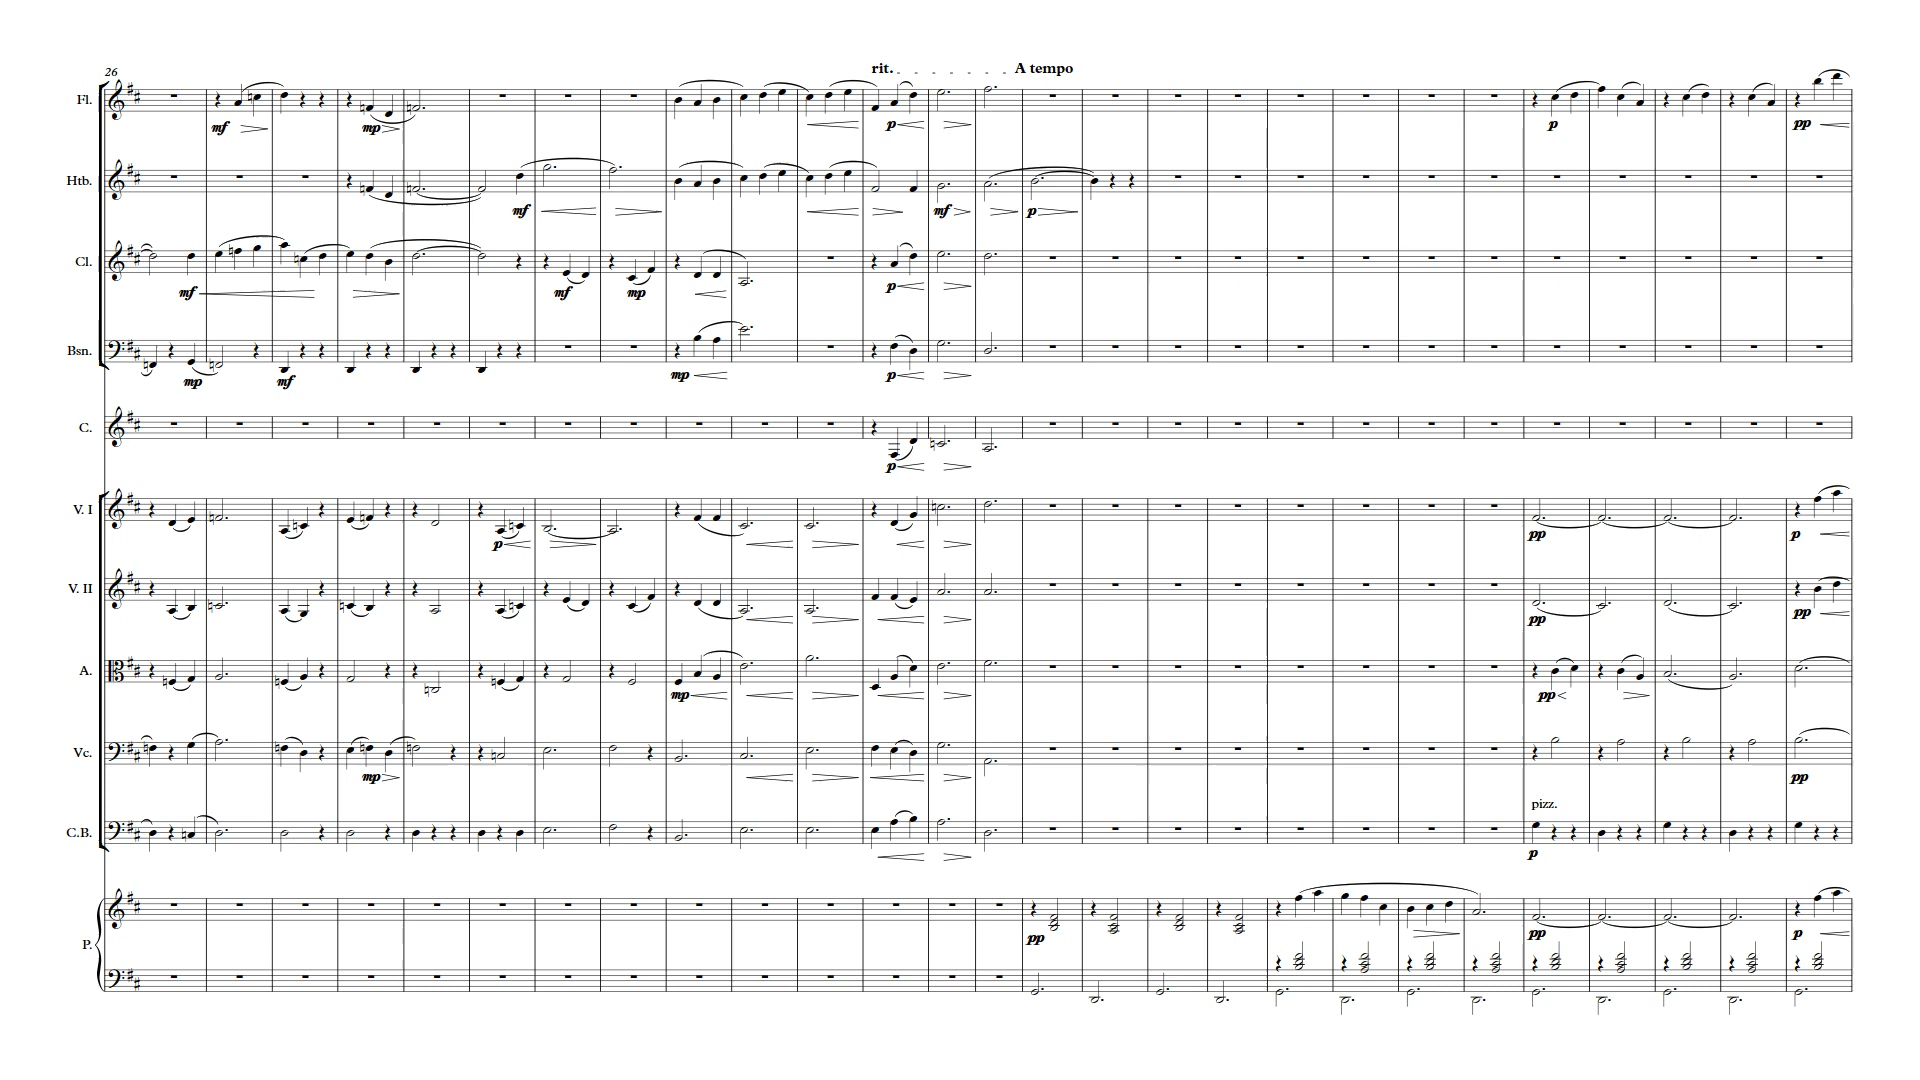 rit. A tempo
26
Fl.
mf mp p p pp
Htb.
mf mf p
Cl.
mf mf mp p
Bsn.
mp mf mp p
C.
p
V. I
p pp p
V. II
pp pp
A.
mp pp
Vc.
mp pp
pizz.
C.B.
p
P.
pp pp p